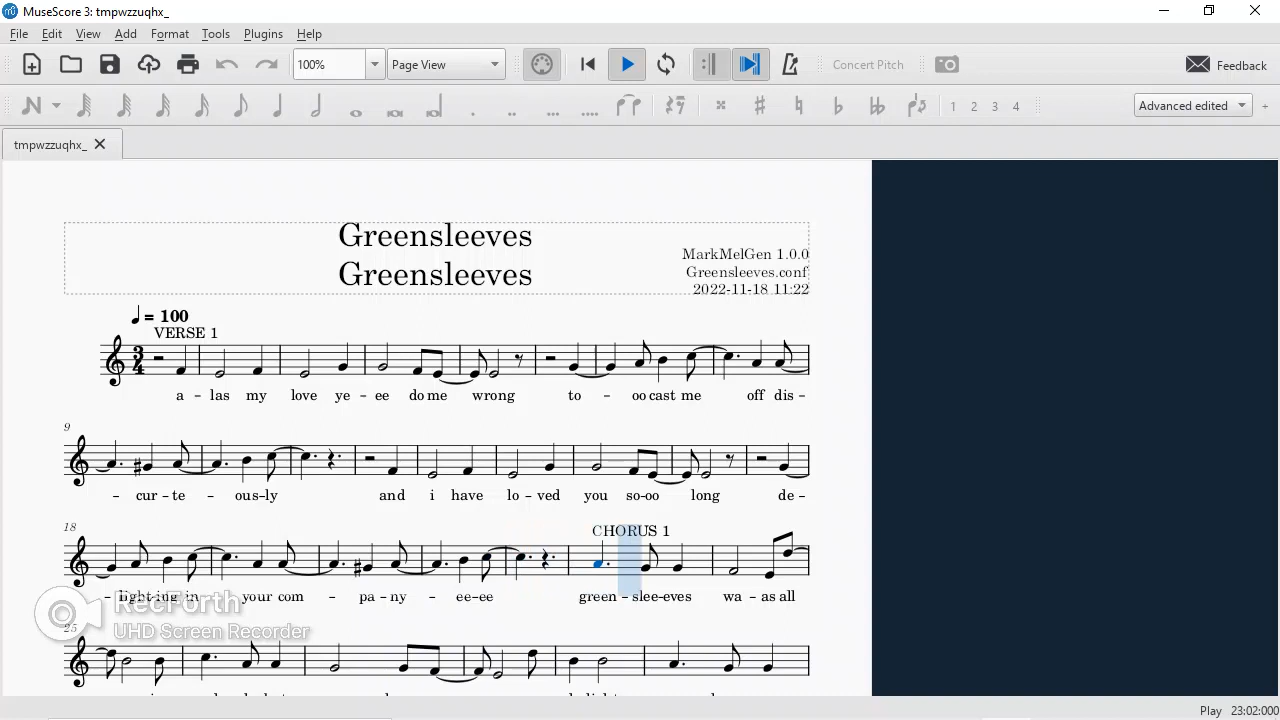 MuseScore 3: tmpwzzuqhx_
File Edit View Add Format Tools Plugins Help
100% Page View Concert Pitch Feedback
1 2 3 4 Advanced edited +
tmpwzzuqhx_
Greensleeves
Greensleeves
MarkMelGen 1.0.0
Greensleeves.conf
2022-11-18 11:22
= 100
VERSE 1
3 4
a – las my love ye – ee do me wrong to – oo cast me off dis –
9
– cur – te – ous – ly and i have lo – ved you so-oo long de –
18
CHORUS 1
– light-ing in your com – pa – ny – ee-ee green – slee-eves wa – as all
RecForth
UHD Screen Recorder
25
Play 23:02:000